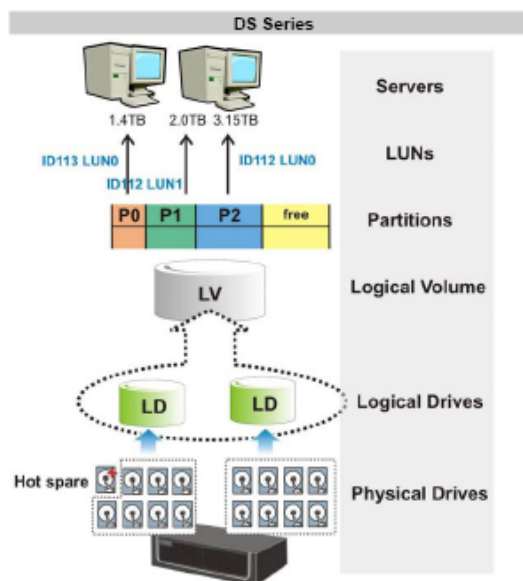 DS Series
Servers
1.4TB 2.0TB 3.15TB
LUNs
ID113 LUN0
ID112 LUN0
ID112 LUN1
P0 P1 P2 free
Partitions
Logical Volume
LV
LD LD
Logical Drives
Hot spare
Physical Drives